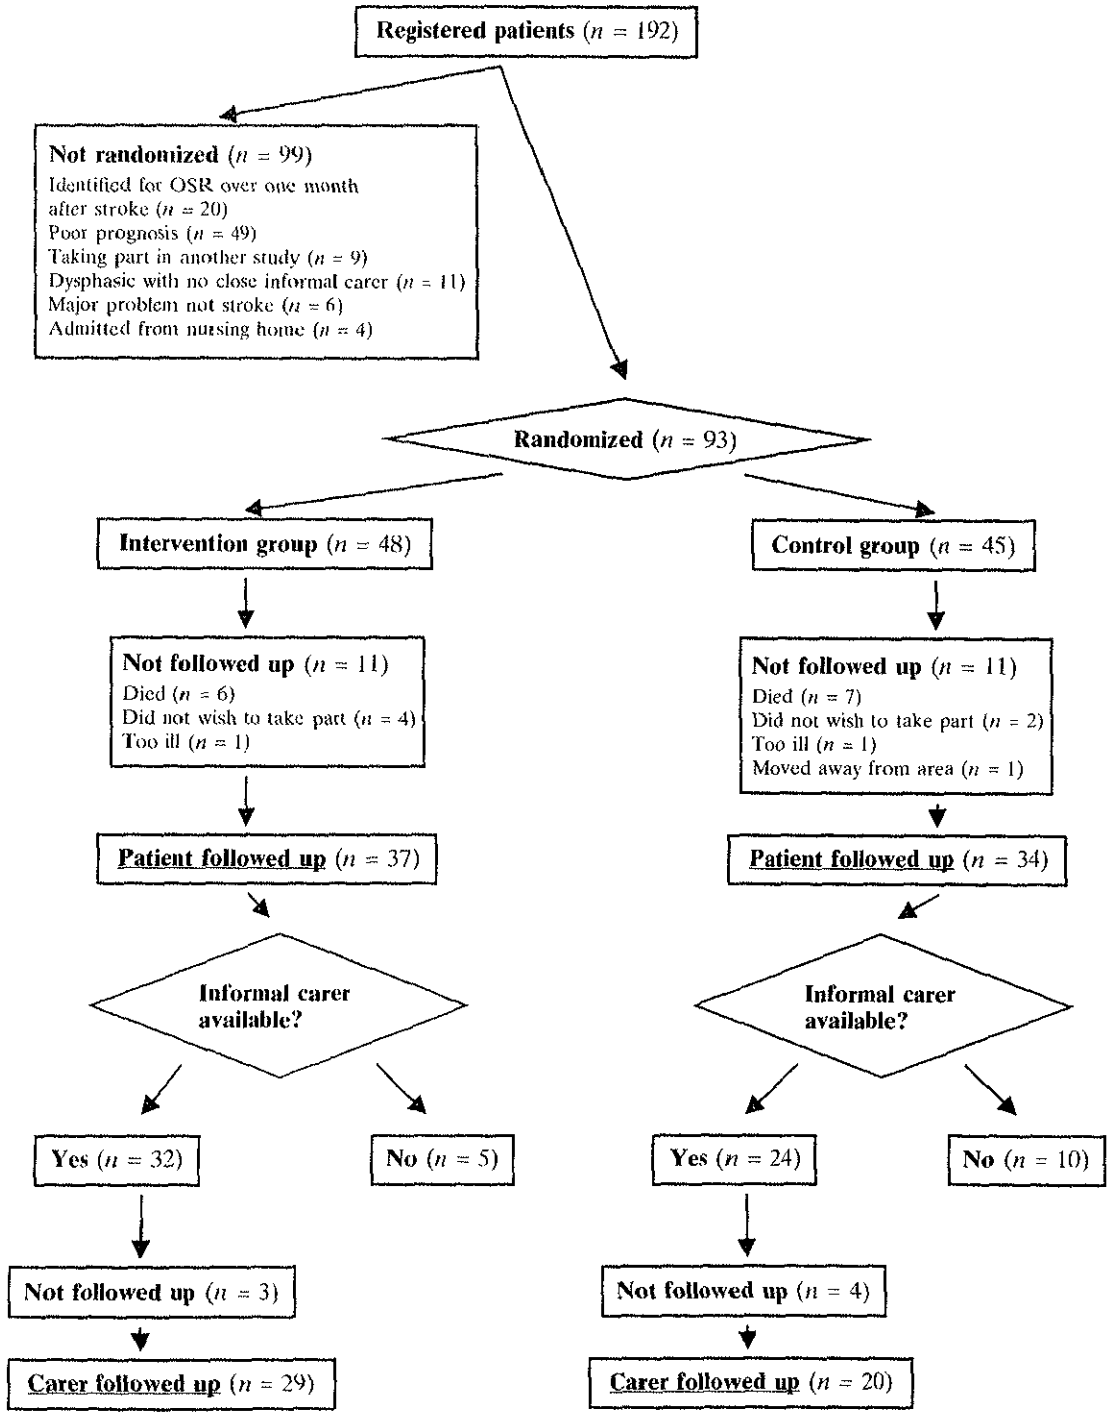 Registered patients (n = 192)
Not randomized (n = 99)
Identified for OSR over one month
after stroke (n = 20)
Poor prognosis (n = 49)
Taking part in another study (n = 9)
Dysphasic with no close informal carer (n = 11)
Major problem not stroke (n = 6)
Admitted from nursing home (n = 4)
Randomized (n = 93)
Intervention group (n = 48)
Control group (n = 45)
Not followed up (n = 11)
Died (n = 6)
Did not wish to take part (n = 4)
Too ill (n = 1)
Not followed up (n = 11)
Died (n = 7)
Did not wish to take part (n = 2)
Too ill (n = 1)
Moved away from area (n = 1)
Patient followed up (n = 37)
Patient followed up (n = 34)
Informal carer
available?
Informal carer
available?
Yes (n = 32)
No (n = 5)
Yes (n = 24)
No (n = 10)
Not followed up (n = 3)
Not followed up (n = 4)
Carer followed up (n = 29)
Carer followed up (n = 20)